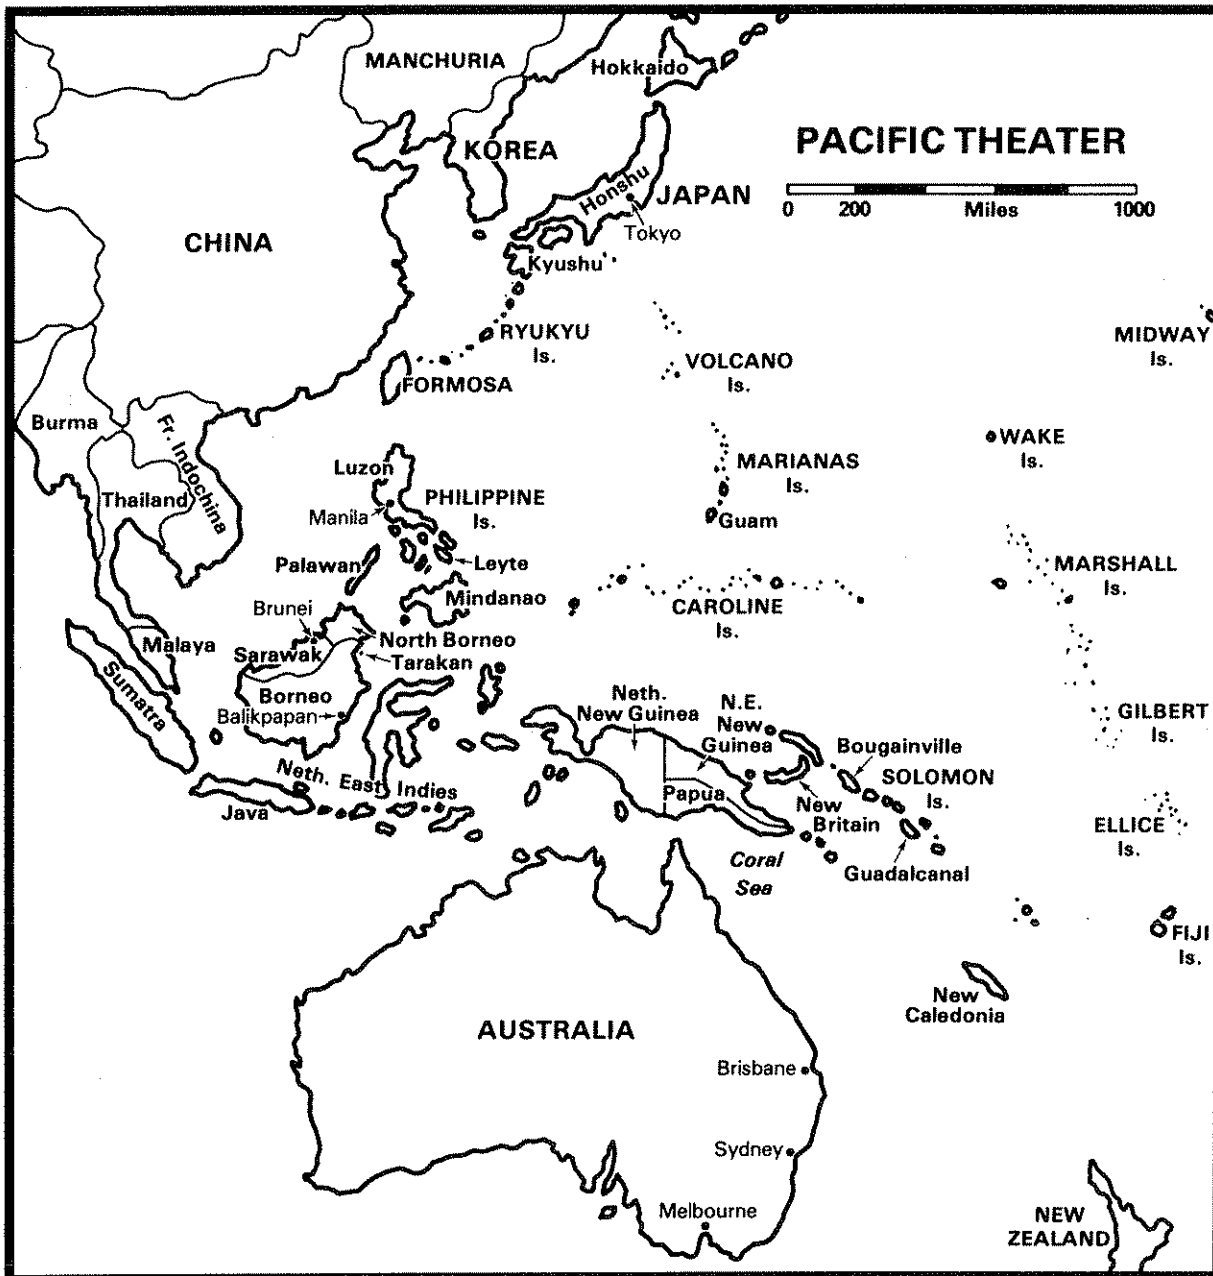 MANCHURIA
Hokkaido
PACIFIC THEATER
KOREA
Honshu
JAPAN
0 200 Miles 1000
Tokyo
CHINA
Kyushu
RYUKYU
Is.
MIDWAY
Is.
VOLCANO
Is.
FORMOSA
Burma
Fr. Indochina
WAKE
Is.
Luzon
MARIANAS
Is.
Thailand
PHILIPPINE
Is.
Manila
Guam
Palawan
Leyte
MARSHALL
Is.
Mindanao
CAROLINE
Is.
Brunei
North Borneo
Malaya
Sarawak
Tarakan
Sumatra
Borneo
Balikpapan
Neth.
New Guinea
N.E.
New
Guinea
GILBERT
Is.
Bougainville
SOLOMON
Is.
Neth. East Indies
Java
Papua
New
Britain
ELLICE
Is.
Coral
Sea
Guadalcanal
FIJI
Is.
New
Caledonia
AUSTRALIA
Brisbane
Sydney
Melbourne
NEW
ZEALAND